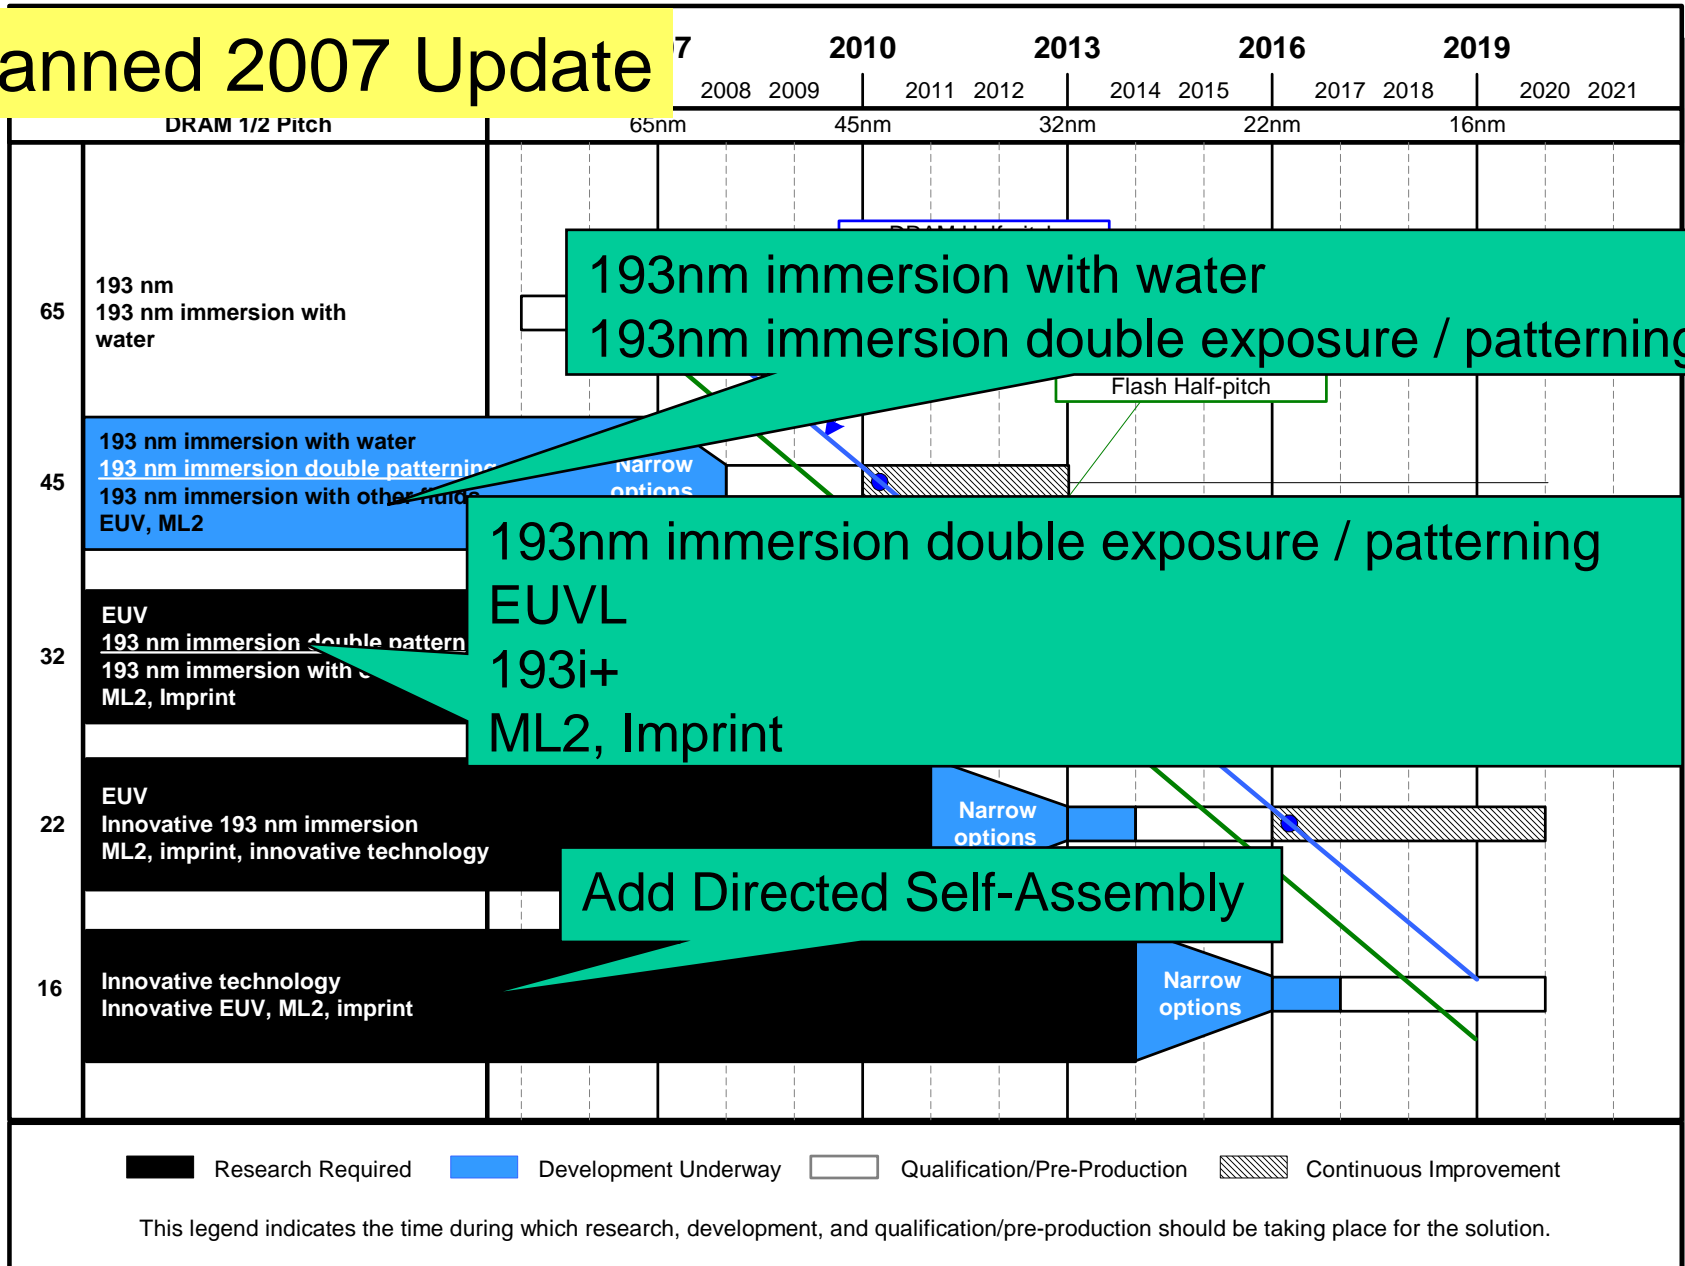 anned 2007 Update
7 2010 2013 2016 2019
2008 2009 2011 2012 2014 2015 2017 2018 2020 2021
DRAM 1/2 Pitch 65nm 45nm 32nm 22nm 16nm
DRAM Half-pitch
193nm immersion with water
193nm immersion double exposure / patterning
Flash Half-pitch
65
193 nm
193 nm immersion with
water
45
193 nm immersion with water
193 nm immersion double patterning
193 nm immersion with other fluids
EUV, ML2
Narrow
options
193nm immersion double exposure / patterning
EUVL
193i+
ML2, Imprint
32
EUV
193 nm immersion double pattern
193 nm immersion with
ML2, Imprint
22
EUV
Innovative 193 nm immersion
ML2, imprint, innovative technology
Narrow
options
Add Directed Self-Assembly
16
Innovative technology
Innovative EUV, ML2, imprint
Narrow
options
Research Required Development Underway Qualification/Pre-Production Continuous Improvement
This legend indicates the time during which research, development, and qualification/pre-production should be taking place for the solution.